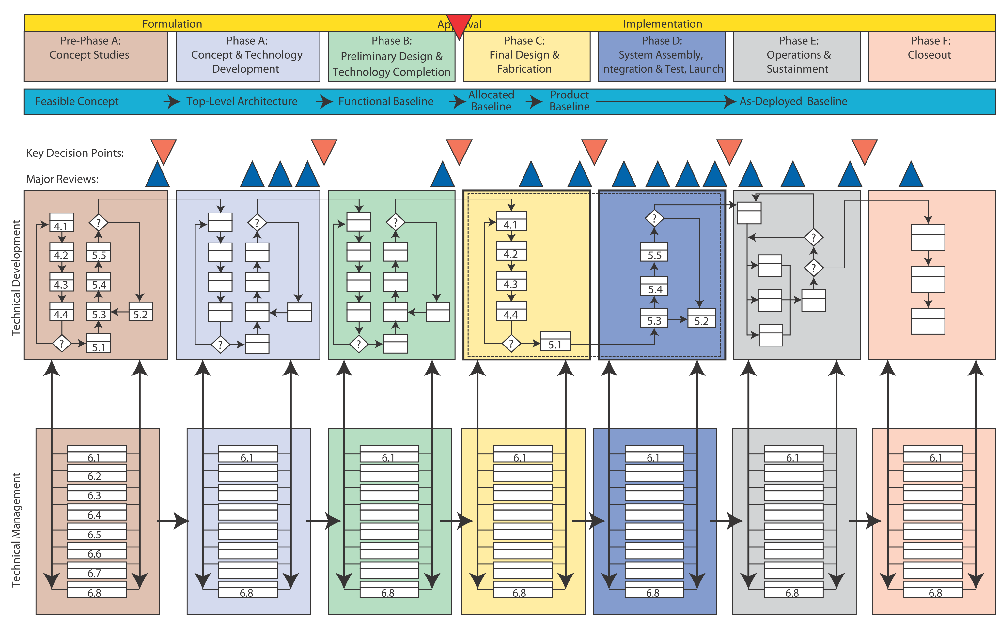 Formulation
Approval
Implementation
Pre-Phase A:
Concept Studies
Phase A:
Concept & Technology
Development
Phase B:
Preliminary Design &
Technology Completion
Phase C:
Final Design &
Fabrication
Phase D:
System Assembly,
Integration & Test, Launch
Phase E:
Operations &
Sustainment
Phase F:
Closeout
Feasible Concept
Top-Level Architecture
Functional Baseline
Allocated
Baseline
Product
Baseline
As-Deployed Baseline
Key Decision Points:
Major Reviews:
Technical Development
4.1
4.2
4.3
4.4
?
?
5.5
5.4
5.3
5.2
5.1
?
?
?
?
4.1
4.2
4.3
4.4
?
5.1
?
5.5
5.4
5.3
5.2
?
?
Technical Management
6.1
6.2
6.3
6.4
6.5
6.6
6.7
6.8
6.1
6.8
6.1
6.8
6.1
6.8
6.1
6.8
6.1
6.8
6.1
6.8